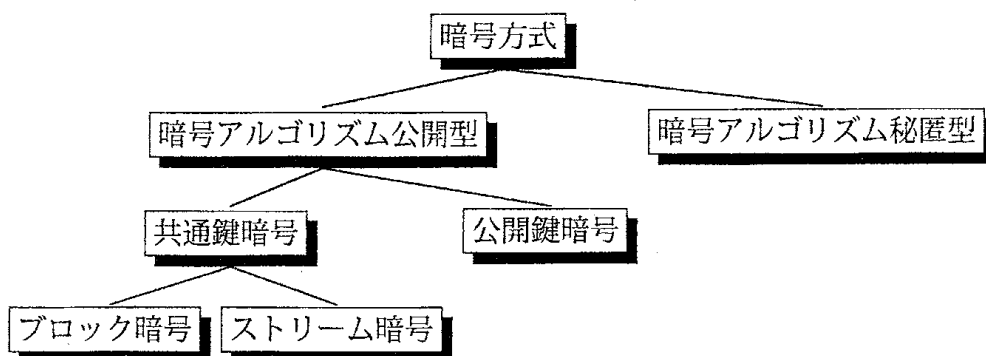 暗号方式
暗号アルゴリズム公開型
暗号アルゴリズム秘匿型
共通鍵暗号
公開鍵暗号
ブロック暗号
ストリーム暗号